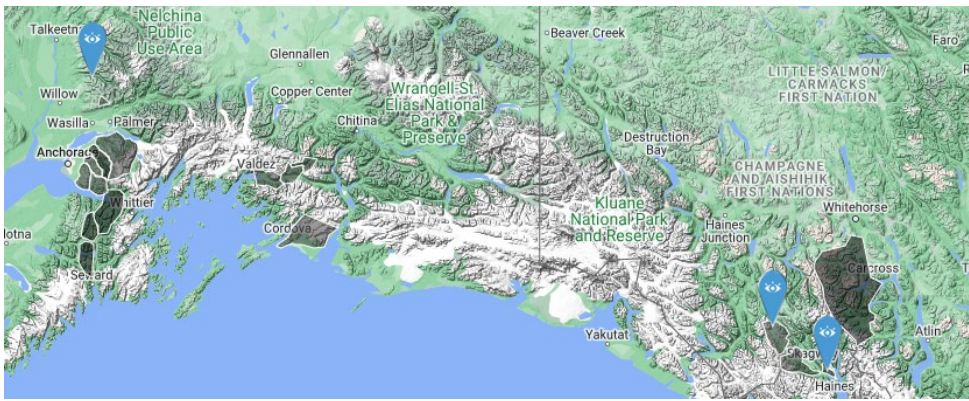 Nelchina
Talkeetna
Public
Use Area
Beaver Creek
Faro
Glennallen
LITTLE SALMON/
CARMACKS
FIRST NATION
Willow
Copper Center
Wrangell-St.
Elias National
Park &
Preserve
Wasilla
Palmer
Chitina
Destruction
Bay
Anchorage
Valdez
CHAMPAGNE
AND AISHIHIK
FIRST NATIONS
Whittier
Kluane
National Park
and Reserve
Whitehorse
Cordova
Haines
Junction
Seward
Carcross
Yakutat
Atlin
Skagway
Haines